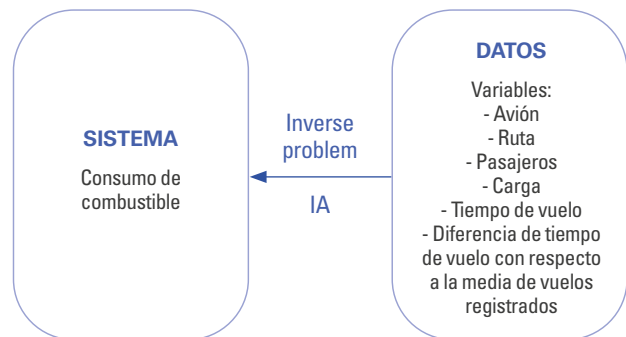 SISTEMA
Consumo de
combustible
Inverse
problem
IA
DATOS
Variables:
- Avión
- Ruta
- Pasajeros
- Carga
- Tiempo de vuelo
- Diferencia de tiempo
de vuelo con respecto
a la media de vuelos
registrados